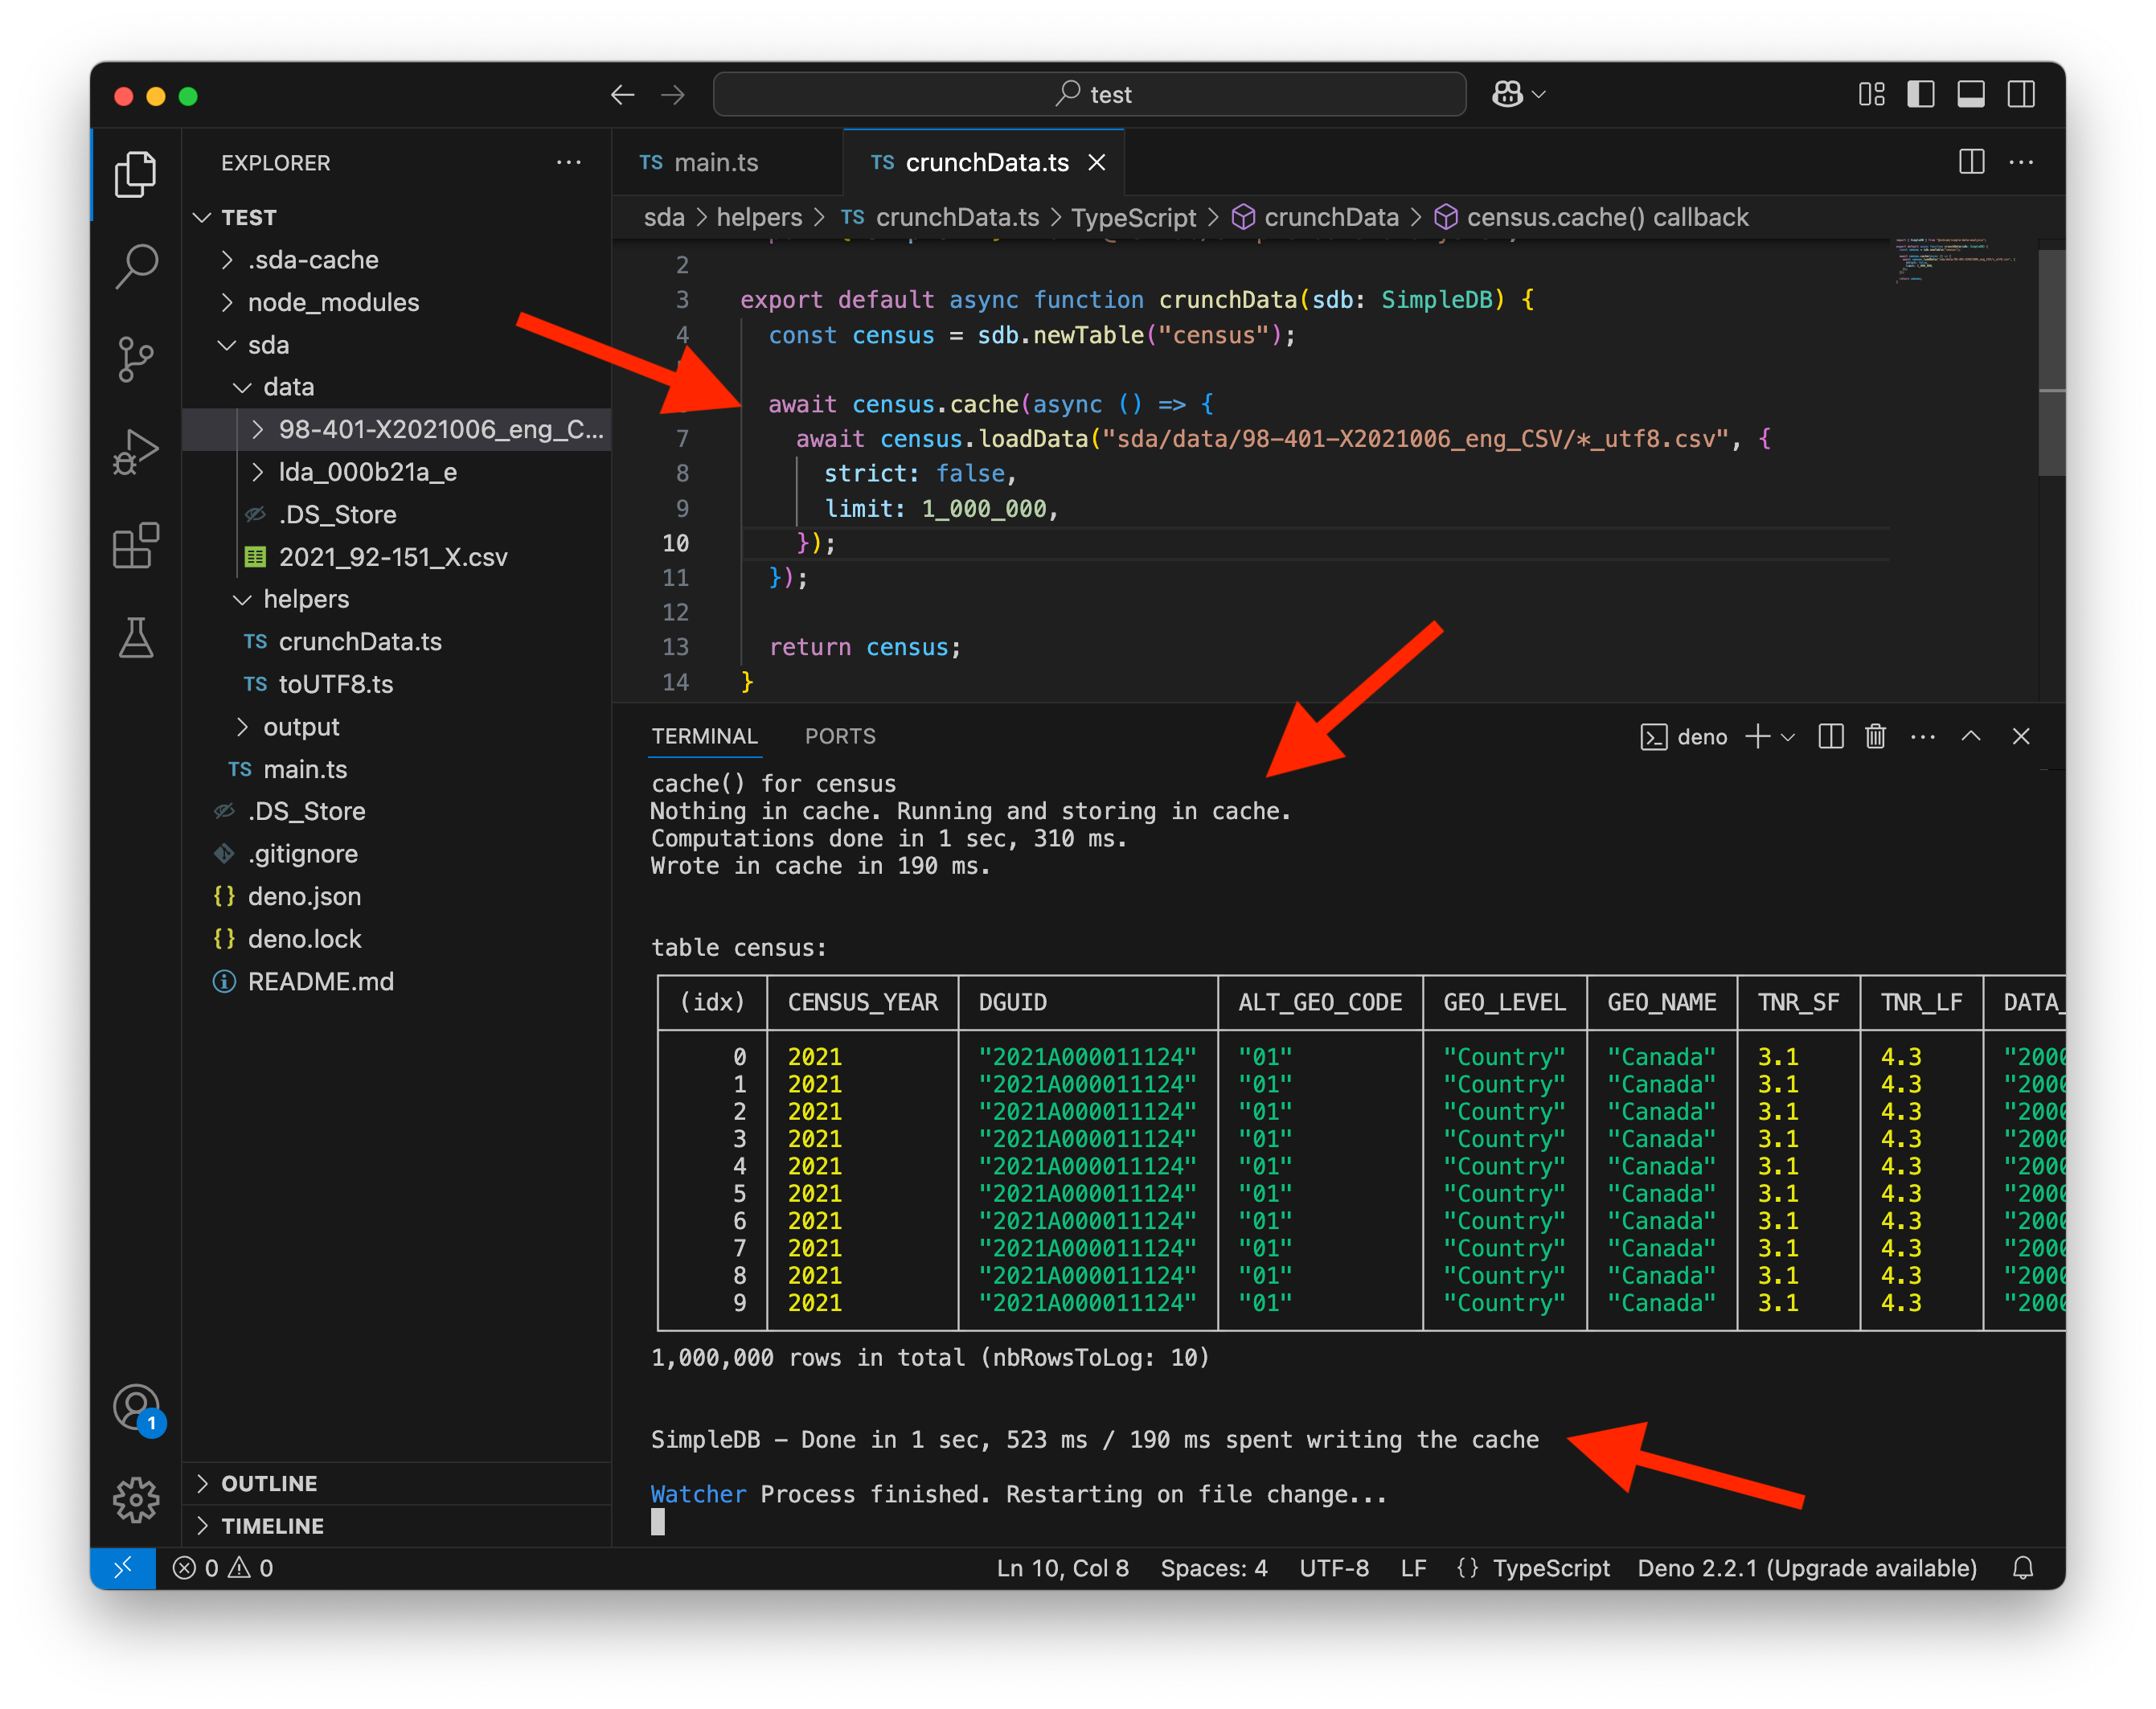 test
EXPLORER
TEST
.sda-cache
node_modules
sda
data
98-401-X2021006_eng_C...
lda_000b21a_e
.DS_Store
2021_92-151_X.csv
helpers
TS crunchData.ts
TS toUTF8.ts
output
TS main.ts
.DS_Store
.gitignore
{} deno.json
{} deno.lock
README.md
OUTLINE
TIMELINE
1
TS main.ts
TS crunchData.ts
sda > helpers > TS crunchData.ts > TypeScript > crunchData > census.cache() callback
2
3 export default async function crunchData(sdb: SimpleDB) {
4 const census = sdb.newTable("census");
await census.cache(async () => {
7 await census.loadData("sda/data/98-401-X2021006_eng_CSV/*_utf8.csv", {
8 strict: false,
9 limit: 1_000_000,
10 });
11 });
12
13 return census;
14 }
TERMINAL PORTS
deno
cache() for census
Nothing in cache. Running and storing in cache.
Computations done in 1 sec, 310 ms.
Wrote in cache in 190 ms.
table census:
(idx) CENSUS_YEAR DGUID ALT_GEO_CODE GEO_LEVEL GEO_NAME TNR_SF TNR_LF DATA_
0 2021 "2021A000011124" "01" "Country" "Canada" 3.1 4.3 "2000
1 2021 "2021A000011124" "01" "Country" "Canada" 3.1 4.3 "2000
2 2021 "2021A000011124" "01" "Country" "Canada" 3.1 4.3 "2000
3 2021 "2021A000011124" "01" "Country" "Canada" 3.1 4.3 "2000
4 2021 "2021A000011124" "01" "Country" "Canada" 3.1 4.3 "2000
5 2021 "2021A000011124" "01" "Country" "Canada" 3.1 4.3 "2000
6 2021 "2021A000011124" "01" "Country" "Canada" 3.1 4.3 "2000
7 2021 "2021A000011124" "01" "Country" "Canada" 3.1 4.3 "2000
8 2021 "2021A000011124" "01" "Country" "Canada" 3.1 4.3 "2000
9 2021 "2021A000011124" "01" "Country" "Canada" 3.1 4.3 "2000
1,000,000 rows in total (nbRowsToLog: 10)
SimpleDB – Done in 1 sec, 523 ms / 190 ms spent writing the cache
Watcher Process finished. Restarting on file change...
0 0
Ln 10, Col 8 Spaces: 4 UTF-8 LF {} TypeScript Deno 2.2.1 (Upgrade available)